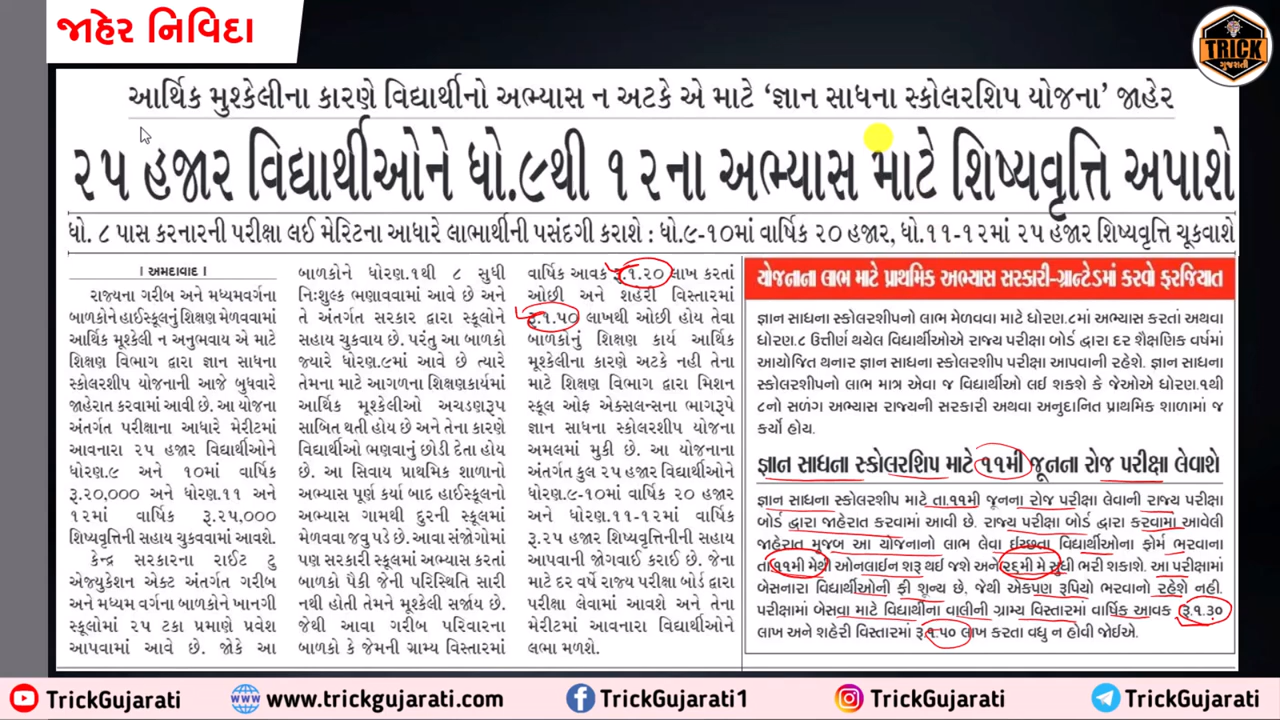 જાહેર નિવિદા
TRICK
ગુજરાતી
આર્થિક મુશ્કેલીના કારણે વિદ્યાર્થીનો અભ્યાસ ન અટકે એ માટે ‘જ્ઞાન સાધના સ્કોલરશિપ યોજના’ જાહેર
૨૫ હજાર વિદ્યાર્થીઓને ધો.૯થી ૧૨ના અભ્યાસ માટે શિષ્યવૃત્તિ અપાશે
ધો. ૮ પાસ કરનારની પરીક્ષા લઈ મેરિટના આધારે લાભાર્થીની પસંદગી કરાશે : ધો.૯-૧૦માં વાર્ષિક ૨૦ હજાર, ધો.૧૧-૧૨માં ૨૫ હજાર શિષ્યવૃત્તિ ચૂકવાશે
। અમદાવાદ ।
રાજ્યના ગરીબ અને મધ્યમવર્ગના
બાળકોને હાઈસ્કૂલનું શિક્ષણ મેળવવામાં
આર્થિક મૂશ્કેલી ન અનુભવાય એ માટે
શિક્ષણ વિભાગ દ્વારા જ્ઞાન સાધના
સ્કોલરશીપ યોજનાની આજે બુધવારે
જાહેરાત કરવામાં આવી છે. આ યોજના
અંતર્ગત પરીક્ષાના આધારે મેરીટમાં
આવનારા ૨૫ હજાર વિદ્યાર્થીઓને
ધોરણ.૯ અને ૧૦માં વાર્ષિક
રૂ.૨૦,૦૦૦ અને ધોરણ.૧૧ અને
૧૨માં વાર્ષિક રૂ.૨૫,૦૦૦
શિષ્યવૃત્તિની સહાય ચુકવવામાં આવશે.
કેન્દ્ર સરકારના રાઈટ ટુ
એજ્યુકેશન એક્ટ અંતર્ગત ગરીબ
અને મધ્યમ વર્ગના બાળકોને ખાનગી
સ્કૂલોમાં ૨૫ ટકા પ્રમાણે પ્રવેશ
આપવામાં આવે છે. જોકે આ
બાળકોને ધોરણ.૧થી ૮ સુધી
નિઃશુલ્ક ભણાવવામાં આવે છે અને
તે અંતર્ગત સરકાર દ્વારા સ્કૂલોને
સહાય ચુકવાય છે. પરંતુ આ બાળકો
જ્યારે ધોરણ.૯માં આવે છે ત્યારે
તેમના માટે આગળના શિક્ષણકાર્યમાં
આર્થિક મૂશ્કેલીઓ અચડણરૂપ
સાબિત થતી હોય છે અને તેના કારણે
વિદ્યાર્થીઓ ભણવાનું છોડી દેતા હોય
છે. આ સિવાય પ્રાથમિક શાળાનો
અભ્યાસ પૂર્ણ કર્યા બાદ હાઈસ્કૂલનો
અભ્યાસ ગામથી દુરની સ્કૂલમાં
મેળવવા જવુ પડે છે. આવા સંજોગોમાં
પણ સરકારી સ્કૂલમાં અભ્યાસ કરતાં
બાળકો પૈકી જેની પરિસ્થિતિ સારી
નથી હોતી તેમને મૂશ્કેલી સર્જાય છે.
જેથી આવા ગરીબ પરિવારના
બાળકો કે જેમની ગ્રામ્ય વિસ્તારમાં
વાર્ષિક આવક રૂ.૧.૨૦ લાખ કરતાં
ઓછી અને શહેરી વિસ્તારમાં
રૂ.૧.૫૦ લાખથી ઓછી હોય તેવા
બાળકોનું શિક્ષણ કાર્ય આર્થિક
મૂશ્કેલીના કારણે અટકે નહી તેના
માટે શિક્ષણ વિભાગ દ્વારા મિશન
સ્કૂલ ઓફ એક્સલન્સના ભાગરૂપે
જ્ઞાન સાધના સ્કોલરશીપ યોજના
અમલમાં મુકી છે. આ યોજનાના
અંતર્ગત કુલ ૨૫ હજાર વિદ્યાર્થીઓને
ધોરણ.૯-૧૦માં વાર્ષિક ૨૦ હજાર
અને ધોરણ.૧૧-૧૨માં વાર્ષિક
રૂ.૨૫ હજાર શિષ્યવૃત્તિનીની સહાય
આપવાની જોગવાઈ કરાઈ છે. જેના
માટે દર વર્ષે રાજ્ય પરીક્ષા બોર્ડ દ્વારા
પરીક્ષા લેવામાં આવશે અને તેના
મેરીટમાં આવનારા વિદ્યાર્થીઓને
લભા મળશે.
યોજનાના લાભ માટે પ્રાથમિક અભ્યાસ સરકારી-ગ્રાન્ટેડમાં કરવો ફરજિયાત
જ્ઞાન સાધના સ્કોલરશીપનો લાભ મેળવવા માટે ધોરણ.૮માં અભ્યાસ કરતાં અથવા
ધોરણ.૮ ઉત્તીર્ણ થયેલ વિદ્યાર્થીઓએ રાજ્ય પરીક્ષા બોર્ડ દ્વારા દર શૈક્ષણિક વર્ષમાં
આયોજિત થનાર જ્ઞાન સાધના સ્કોલરશીપ પરીક્ષા આપવાની રહેશે. જ્ઞાન સાધના
સ્કોલરશીપનો લાભ માત્ર એવા જ વિદ્યાર્થીઓ લઈ શકશે કે જેઓએ ધોરણ.૧થી
૮નો સળંગ અભ્યાસ રાજ્યની સરકારી અથવા અનુદાનિત પ્રાથમિક શાળામાં જ
કર્યો હોય.
જ્ઞાન સાધના સ્કોલરશિપ માટે ૧૧મી જૂનના રોજ પરીક્ષા લેવાશે
જ્ઞાન સાધના સ્કોલરશીપ માટે તા.૧૧મી જૂનના રોજ પરીક્ષા લેવાની રાજ્ય પરીક્ષા
બોર્ડ દ્વારા જાહેરાત કરવામાં આવી છે. રાજ્ય પરીક્ષા બોર્ડ દ્વારા કરવામા આવેલી
જાહેરાત મુજબ આ યોજનાનો લાભ લેવા ઈચ્છતા વિદ્યાર્થીઓના ફોર્મ ભરવાના
તા.૧૧મી મેથી ઓનલાઈન શરૂ થઈ જશે અને ૨૬મી મે સુધી ભરી શકાશે. આ પરીક્ષામાં
બેસનારા વિદ્યાર્થીઓની ફી શૂન્ય છે, જેથી એકપણ રૂપિયો ભરવાનો રહેશે નહી.
પરીક્ષામાં બેસવા માટે વિદ્યાર્થીના વાલીની ગ્રામ્ય વિસ્તારમાં વાર્ષિક આવક રૂ.૧.૩૦
લાખ અને શહેરી વિસ્તારમાં રૂ.૧.૫૦ લાખ કરતા વધુ ન હોવી જોઈએ.
TrickGujarati
www.trickgujarati.com
TrickGujarati1
TrickGujarati
TrickGujarati